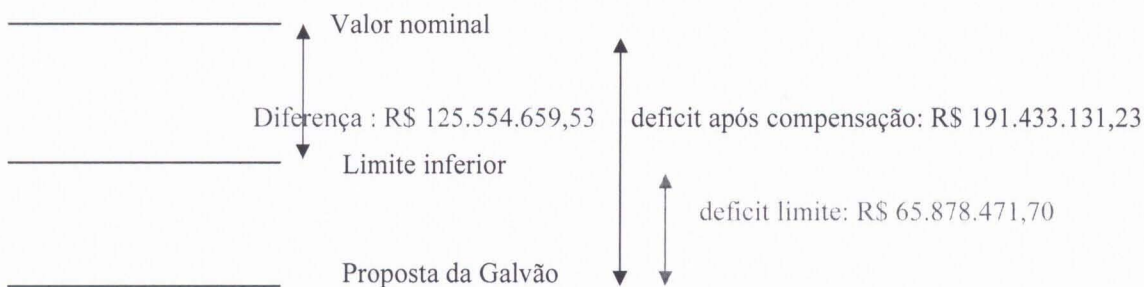 Valor nominal
Diferença : R$ 125.554.659,53
deficit após compensação: R$ 191.433.131,23
Limite inferior
deficit limite: R$ 65.878.471,70
Proposta da Galvão